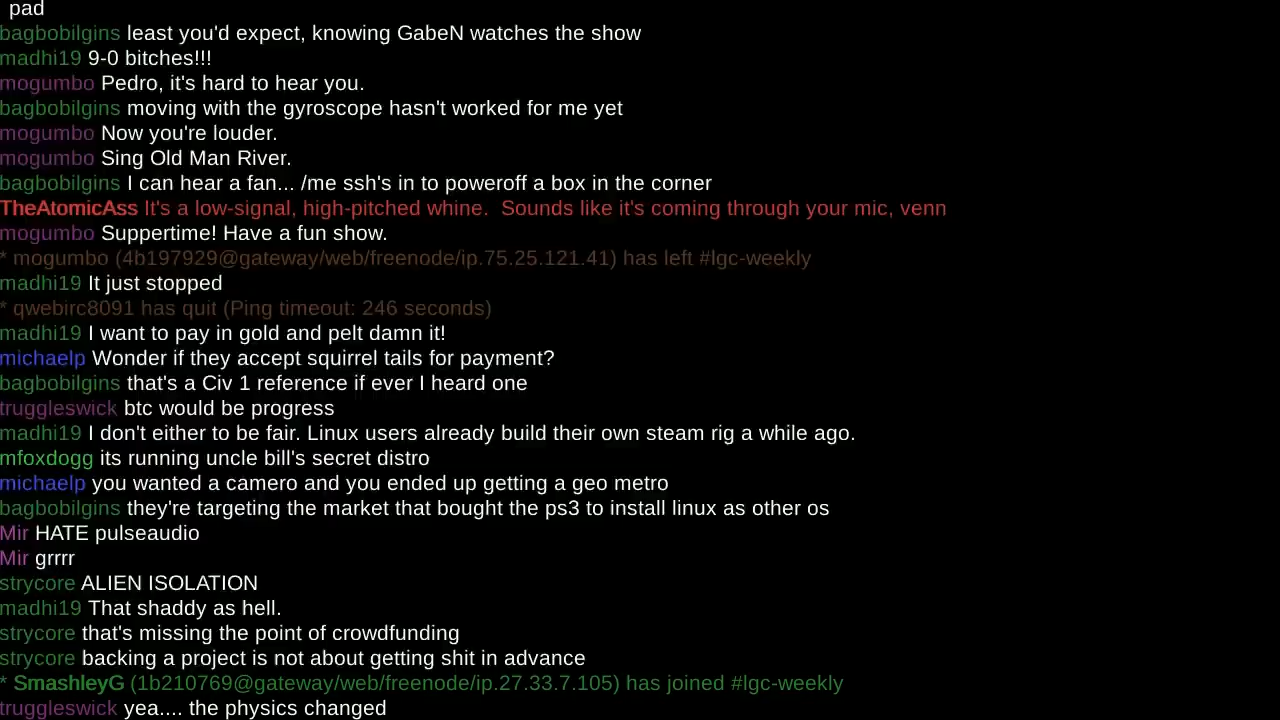 pad
bagbobilgins least you'd expect, knowing GabeN watches the show
madhi19 9-0 bitches!!!
mogumbo Pedro, it's hard to hear you.
bagbobilgins moving with the gyroscope hasn't worked for me yet
mogumbo Now you're louder.
mogumbo Sing Old Man River.
bagbobilgins I can hear a fan... /me ssh's in to poweroff a box in the corner
TheAtomicAss It's a low-signal, high-pitched whine.  Sounds like it's coming through your mic, venn
mogumbo Suppertime! Have a fun show.
* mogumbo (4b197929@gateway/web/freenode/ip.75.25.121.41) has left #lgc-weekly
madhi19 It just stopped
* qwebirc8091 has quit (Ping timeout: 246 seconds)
madhi19 I want to pay in gold and pelt damn it!
michaelp Wonder if they accept squirrel tails for payment?
bagbobilgins that's a Civ 1 reference if ever I heard one
truggleswick btc would be progress
madhi19 I don't either to be fair. Linux users already build their own steam rig a while ago.
mfoxdogg its running uncle bill's secret distro
michaelp you wanted a camero and you ended up getting a geo metro
bagbobilgins they're targeting the market that bought the ps3 to install linux as other os
Mir HATE pulseaudio
Mir grrrr
strycore ALIEN ISOLATION
madhi19 That shaddy as hell.
strycore that's missing the point of crowdfunding
strycore backing a project is not about getting shit in advance
* SmashleyG (1b210769@gateway/web/freenode/ip.27.33.7.105) has joined #lgc-weekly
truggleswick yea.... the physics changed